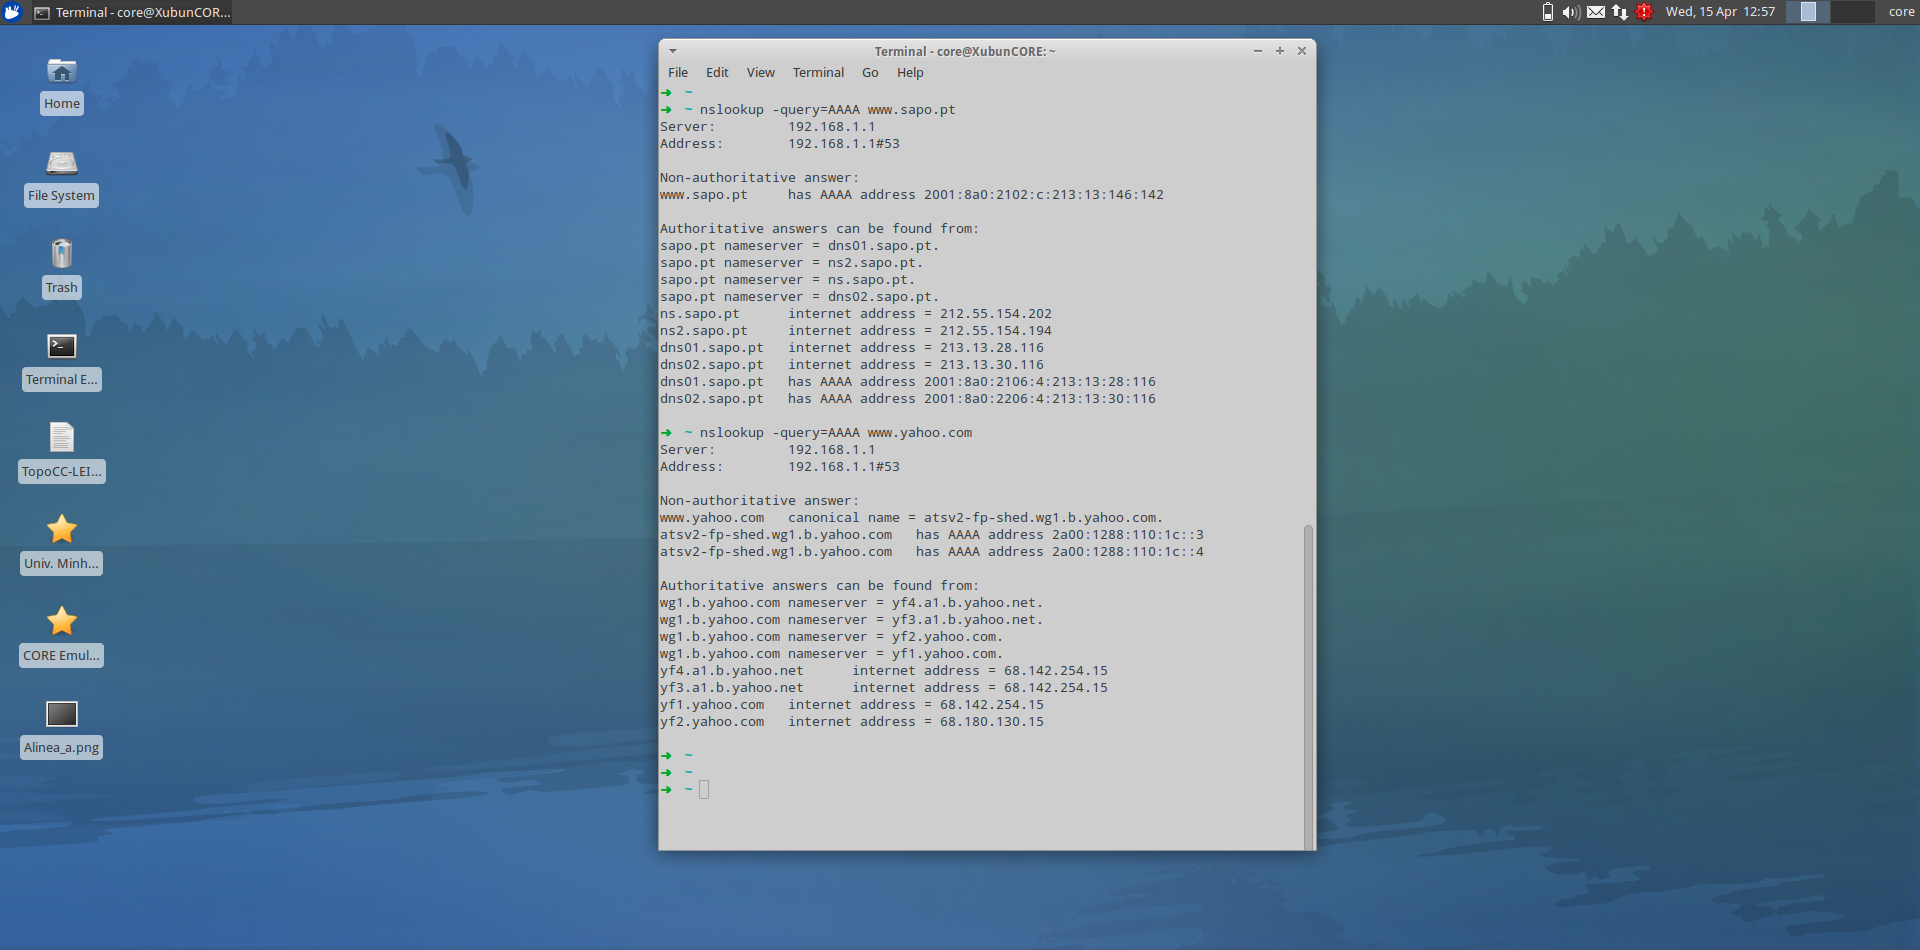 Terminal - core@XubunCOR...
Wed, 15 Apr 12:57
core
Home
File System
Trash
Terminal E...
TopoCC-LEI...
Univ. Minh...
CORE Emul...
Alinea_a.png
Terminal - core@XubunCORE: ~
File Edit View Terminal Go Help
➜ ~
➜ ~ nslookup -query=AAAA www.sapo.pt
Server: 192.168.1.1
Address: 192.168.1.1#53
Non-authoritative answer:
www.sapo.pt has AAAA address 2001:8a0:2102:c:213:13:146:142
Authoritative answers can be found from:
sapo.pt nameserver = dns01.sapo.pt.
sapo.pt nameserver = ns2.sapo.pt.
sapo.pt nameserver = ns.sapo.pt.
sapo.pt nameserver = dns02.sapo.pt.
ns.sapo.pt internet address = 212.55.154.202
ns2.sapo.pt internet address = 212.55.154.194
dns01.sapo.pt internet address = 213.13.28.116
dns02.sapo.pt internet address = 213.13.30.116
dns01.sapo.pt has AAAA address 2001:8a0:2106:4:213:13:28:116
dns02.sapo.pt has AAAA address 2001:8a0:2206:4:213:13:30:116
➜ ~ nslookup -query=AAAA www.yahoo.com
Server: 192.168.1.1
Address: 192.168.1.1#53
Non-authoritative answer:
www.yahoo.com canonical name = atsv2-fp-shed.wg1.b.yahoo.com.
atsv2-fp-shed.wg1.b.yahoo.com has AAAA address 2a00:1288:110:1c::3
atsv2-fp-shed.wg1.b.yahoo.com has AAAA address 2a00:1288:110:1c::4
Authoritative answers can be found from:
wg1.b.yahoo.com nameserver = yf4.a1.b.yahoo.net.
wg1.b.yahoo.com nameserver = yf3.a1.b.yahoo.net.
wg1.b.yahoo.com nameserver = yf2.yahoo.com.
wg1.b.yahoo.com nameserver = yf1.yahoo.com.
yf4.a1.b.yahoo.net internet address = 68.142.254.15
yf3.a1.b.yahoo.net internet address = 68.142.254.15
yf1.yahoo.com internet address = 68.142.254.15
yf2.yahoo.com internet address = 68.180.130.15
➜ ~
➜ ~
➜ ~